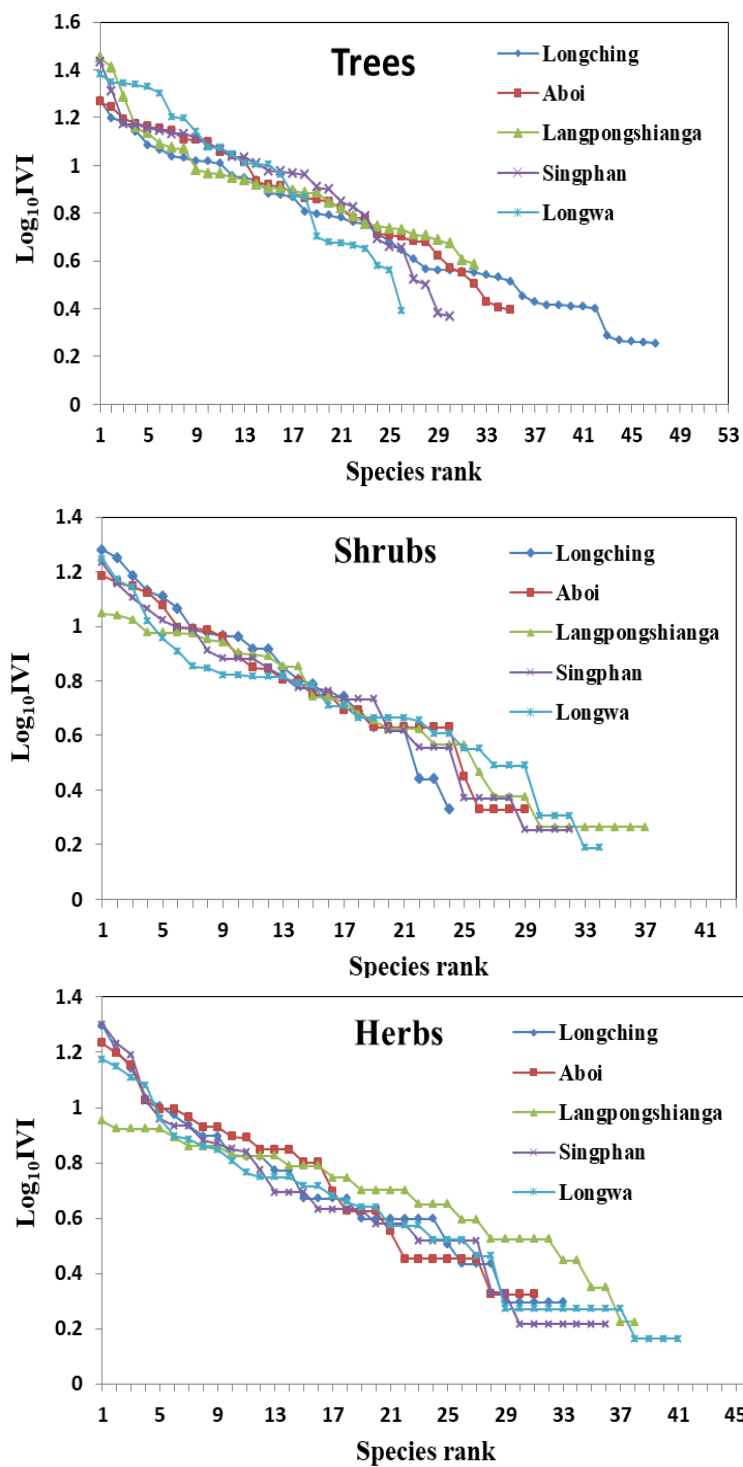 Trees
Longching
Aboi
Langpongshianga
Singphan
Longwa
1.6
1.4
1.2
1
0.8
0.6
0.4
0.2
0
Log10IVI
1 5 9 13 17 21 25 29 33 37 41 45 49 53
Species rank
Shrubs
Longching
Aboi
Langpongshianga
Singphan
Longwa
1.4
1.2
1
0.8
0.6
0.4
0.2
0
Log10IVI
1 5 9 13 17 21 25 29 33 37 41
Species rank
Herbs
Longching
Aboi
Langpongshianga
Singphan
Longwa
1.4
1.2
1
0.8
0.6
0.4
0.2
0
Log10IVI
1 5 9 13 17 21 25 29 33 37 41 45
Species rank